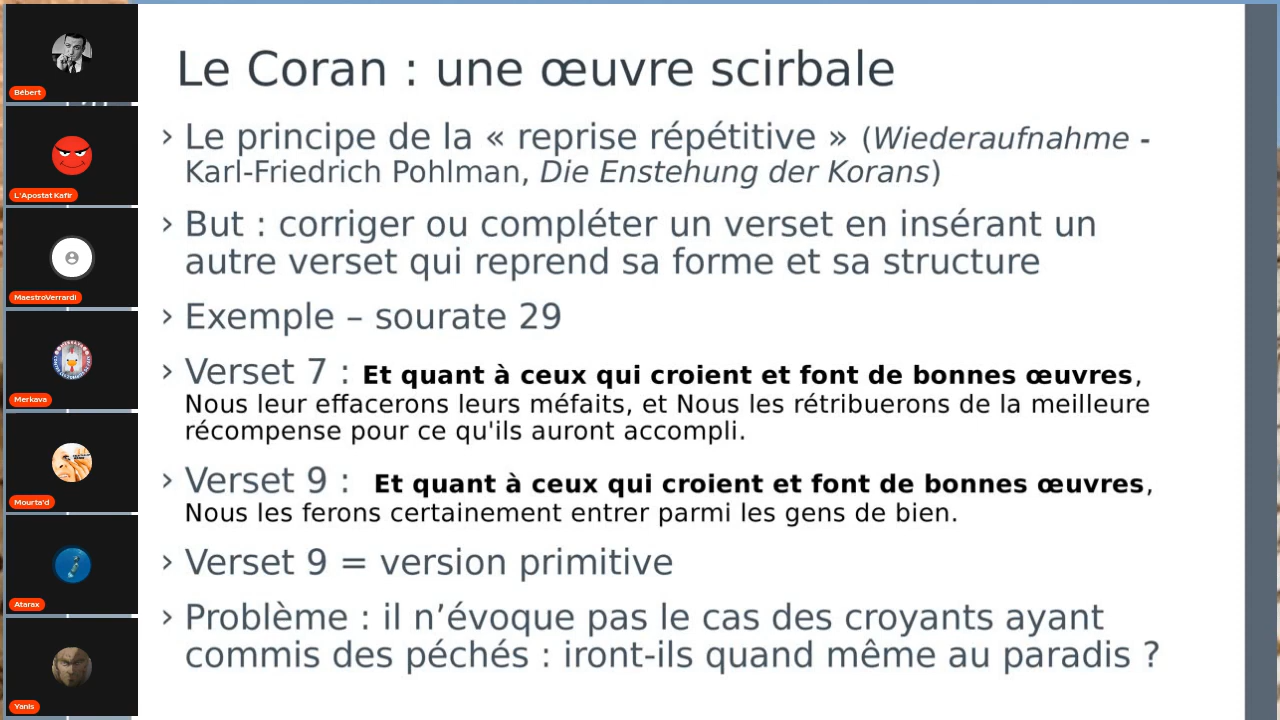 Le Coran : une œuvre scirbale
› Le principe de la « reprise répétitive » (Wiederaufnahme -
Karl-Friedrich Pohlman, Die Enstehung der Korans)
› But : corriger ou compléter un verset en insérant un
autre verset qui reprend sa forme et sa structure
› Exemple – sourate 29
› Verset 7 : Et quant à ceux qui croient et font de bonnes œuvres,
Nous leur effacerons leurs méfaits, et Nous les rétribuerons de la meilleure
récompense pour ce qu'ils auront accompli.
› Verset 9 : Et quant à ceux qui croient et font de bonnes œuvres,
Nous les ferons certainement entrer parmi les gens de bien.
› Verset 9 = version primitive
› Problème : il n’évoque pas le cas des croyants ayant
commis des péchés : iront-ils quand même au paradis ?
Bébert
L'Apostat Kafir
MaestroVerrardi
Merkava
Mourta'd
Atarax
Yanis